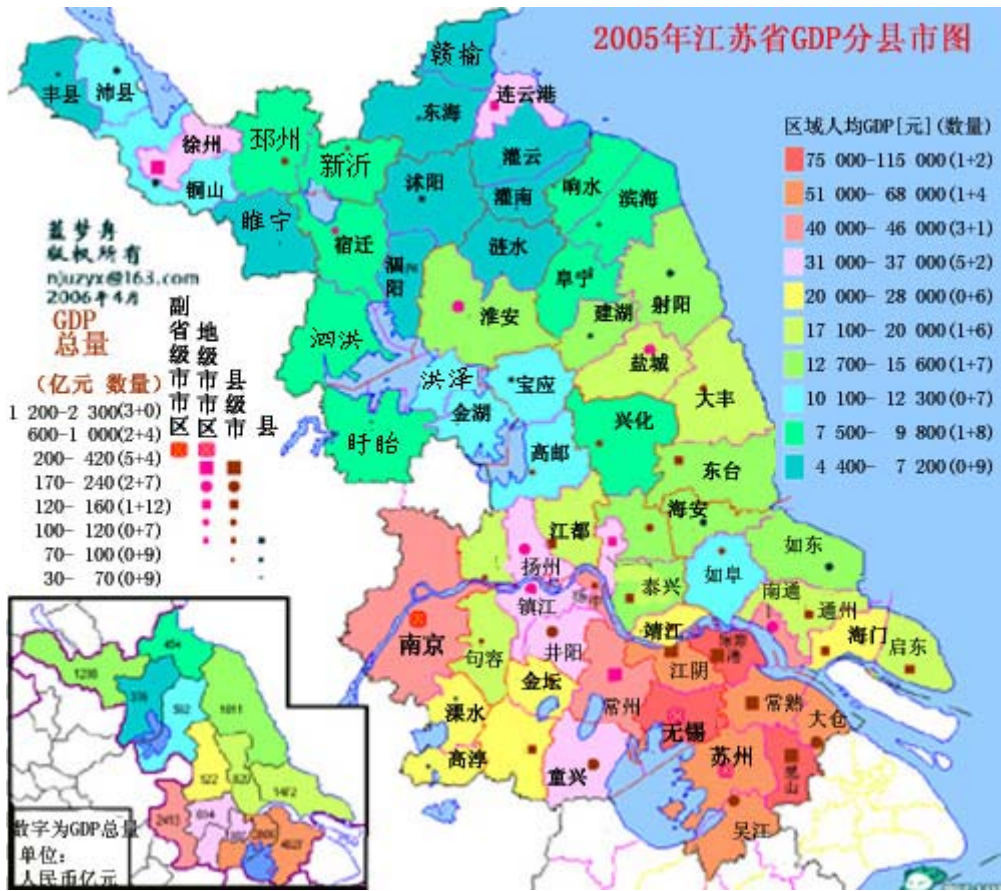 2005年江苏省GDP分县市图
赣榆
连云港
东海
丰县
沛县
徐州
邳州
新沂
铜山
睢宁
沭阳
灌云
灌南
响水
滨海
宿迁
泗阳
涟水
阜宁
射阳
建湖
淮安
泗洪
洪泽
金湖
宝应
盐城
大丰
盱眙
高邮
兴化
东台
海安
江都
扬州
如东
如阜
泰兴
镇江
南通
通州
海门
启东
靖江
南京
句容
井阳
江阴
金坛
常州
常熟
大仓
溧水
无锡
苏州
昆山
高淳
童兴
吴江
蓝梦舟
版权所有
njuzyx@163.com
2006年4月
GDP
总量
(亿元 数量)
副省级市市区
地级市市区
县级市
县
1 200-2 300(3+0)
600-1 000(2+4)
200- 420(5+4)
170- 240(2+7)
120- 160(1+12)
100- 120(0+7)
70- 100(0+9)
30- 70(0+9)
区域人均GDP[元](数量)
75 000-115 000(1+2)
51 000- 68 000(1+4
40 000- 46 000(3+1)
31 000- 37 000(5+2)
20 000- 28 000(0+6)
17 100- 20 000(1+6)
12 700- 15 600(1+7)
10 100- 12 300(0+7)
7 500- 9 800(1+8)
4 400- 7 200(0+9)
数字为GDP总量
单位:
人民币亿元